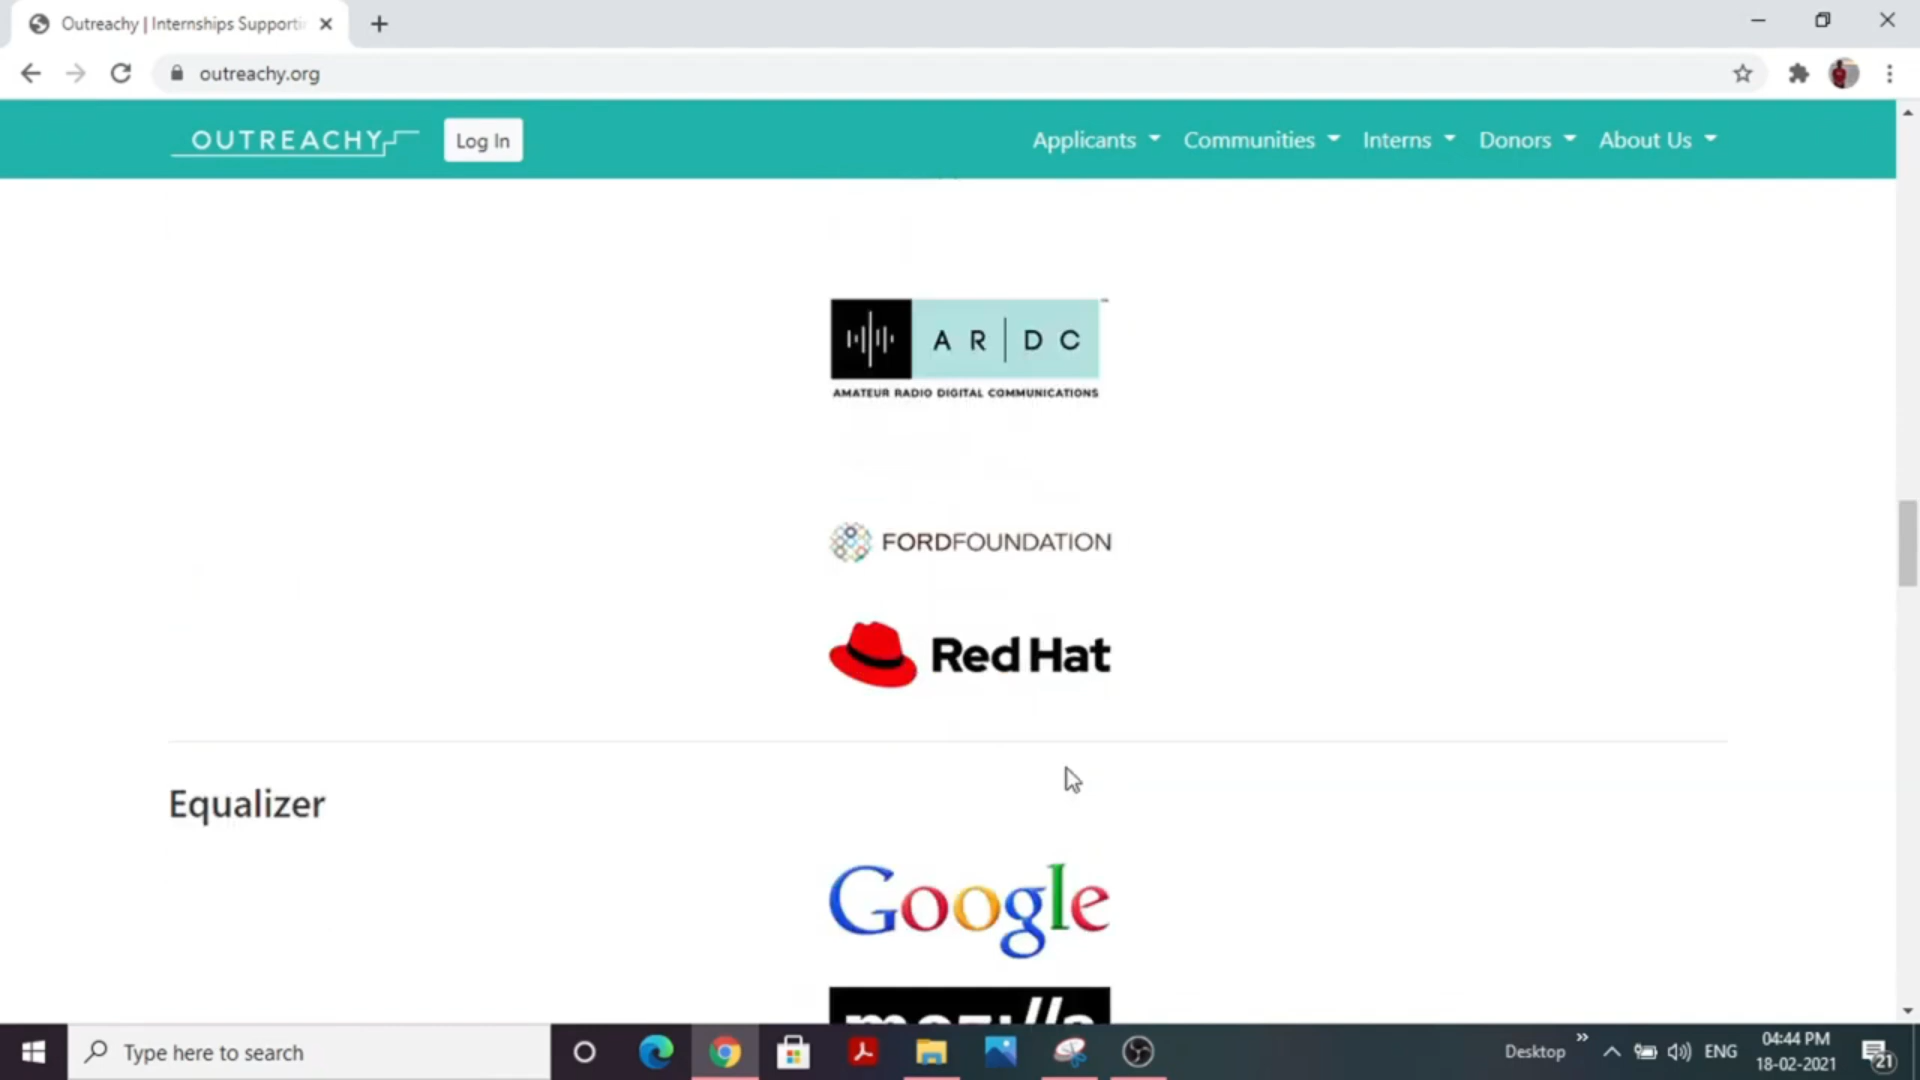 Outreachy | Internships Supporti
outreachy.org
OUTREACHY
Log In
Applicants
Communities
Interns
Donors
About Us
A R | D C
AMATEUR RADIO DIGITAL COMMUNICATIONS
FORDFOUNDATION
Red Hat
Equalizer
Google
moz://a
Type here to search
Desktop
ENG
04:44 PM
18-02-2021
21